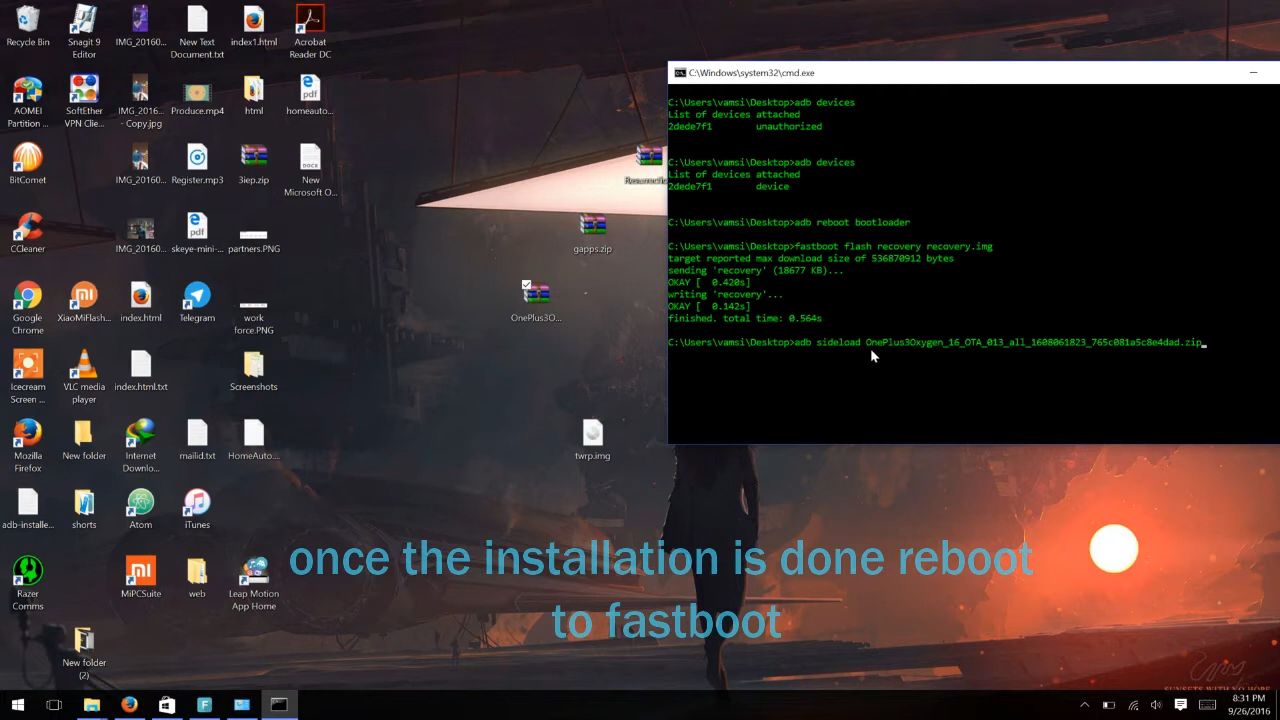 Recycle Bin
Snagit 9
Editor
IMG_20160...
New Text
Document.txt
index1.html
Acrobat
Reader DC
AOMEI
Partition ...
SoftEther
VPN Clie...
IMG_2016...
- Copy.jpg
Produce.mp4
html
homeauto...
BitComet
IMG_20160...
Register.mp3
3iep.zip
New
Microsoft O...
CCleaner
IMG_20160...
skeye-mini-...
partners.PNG
Google
Chrome
XiaoMiFlash...
index.html
Telegram
work
force.PNG
Icecream
Screen ...
VLC media
player
index.html.txt
Screenshots
Mozilla
Firefox
New folder
Internet
Downlo...
mailid.txt
HomeAuto....
adb-installe...
shorts
Atom
iTunes
Razer
Comms
MiPCSuite
web
Leap Motion
App Home
New folder
(2)
gapps.zip
OnePlus3O...
twrp.img
C:\Windows\system32\cmd.exe
C:\Users\vamsi\Desktop>adb devices
List of devices attached
2dede7f1 unauthorized
C:\Users\vamsi\Desktop>adb devices
List of devices attached
2dede7f1 device
C:\Users\vamsi\Desktop>adb reboot bootloader
C:\Users\vamsi\Desktop>fastboot flash recovery recovery.img
target reported max download size of 536870912 bytes
sending 'recovery' (18677 KB)...
OKAY [ 0.420s]
writing 'recovery'...
OKAY [ 0.142s]
finished. total time: 0.564s
C:\Users\vamsi\Desktop>adb sideload OnePlus3Oxygen_16_OTA_013_all_1608061823_765c081a5c8e4dad.zip_
once the installation is done reboot
to fastboot
8:31 PM
9/26/2016